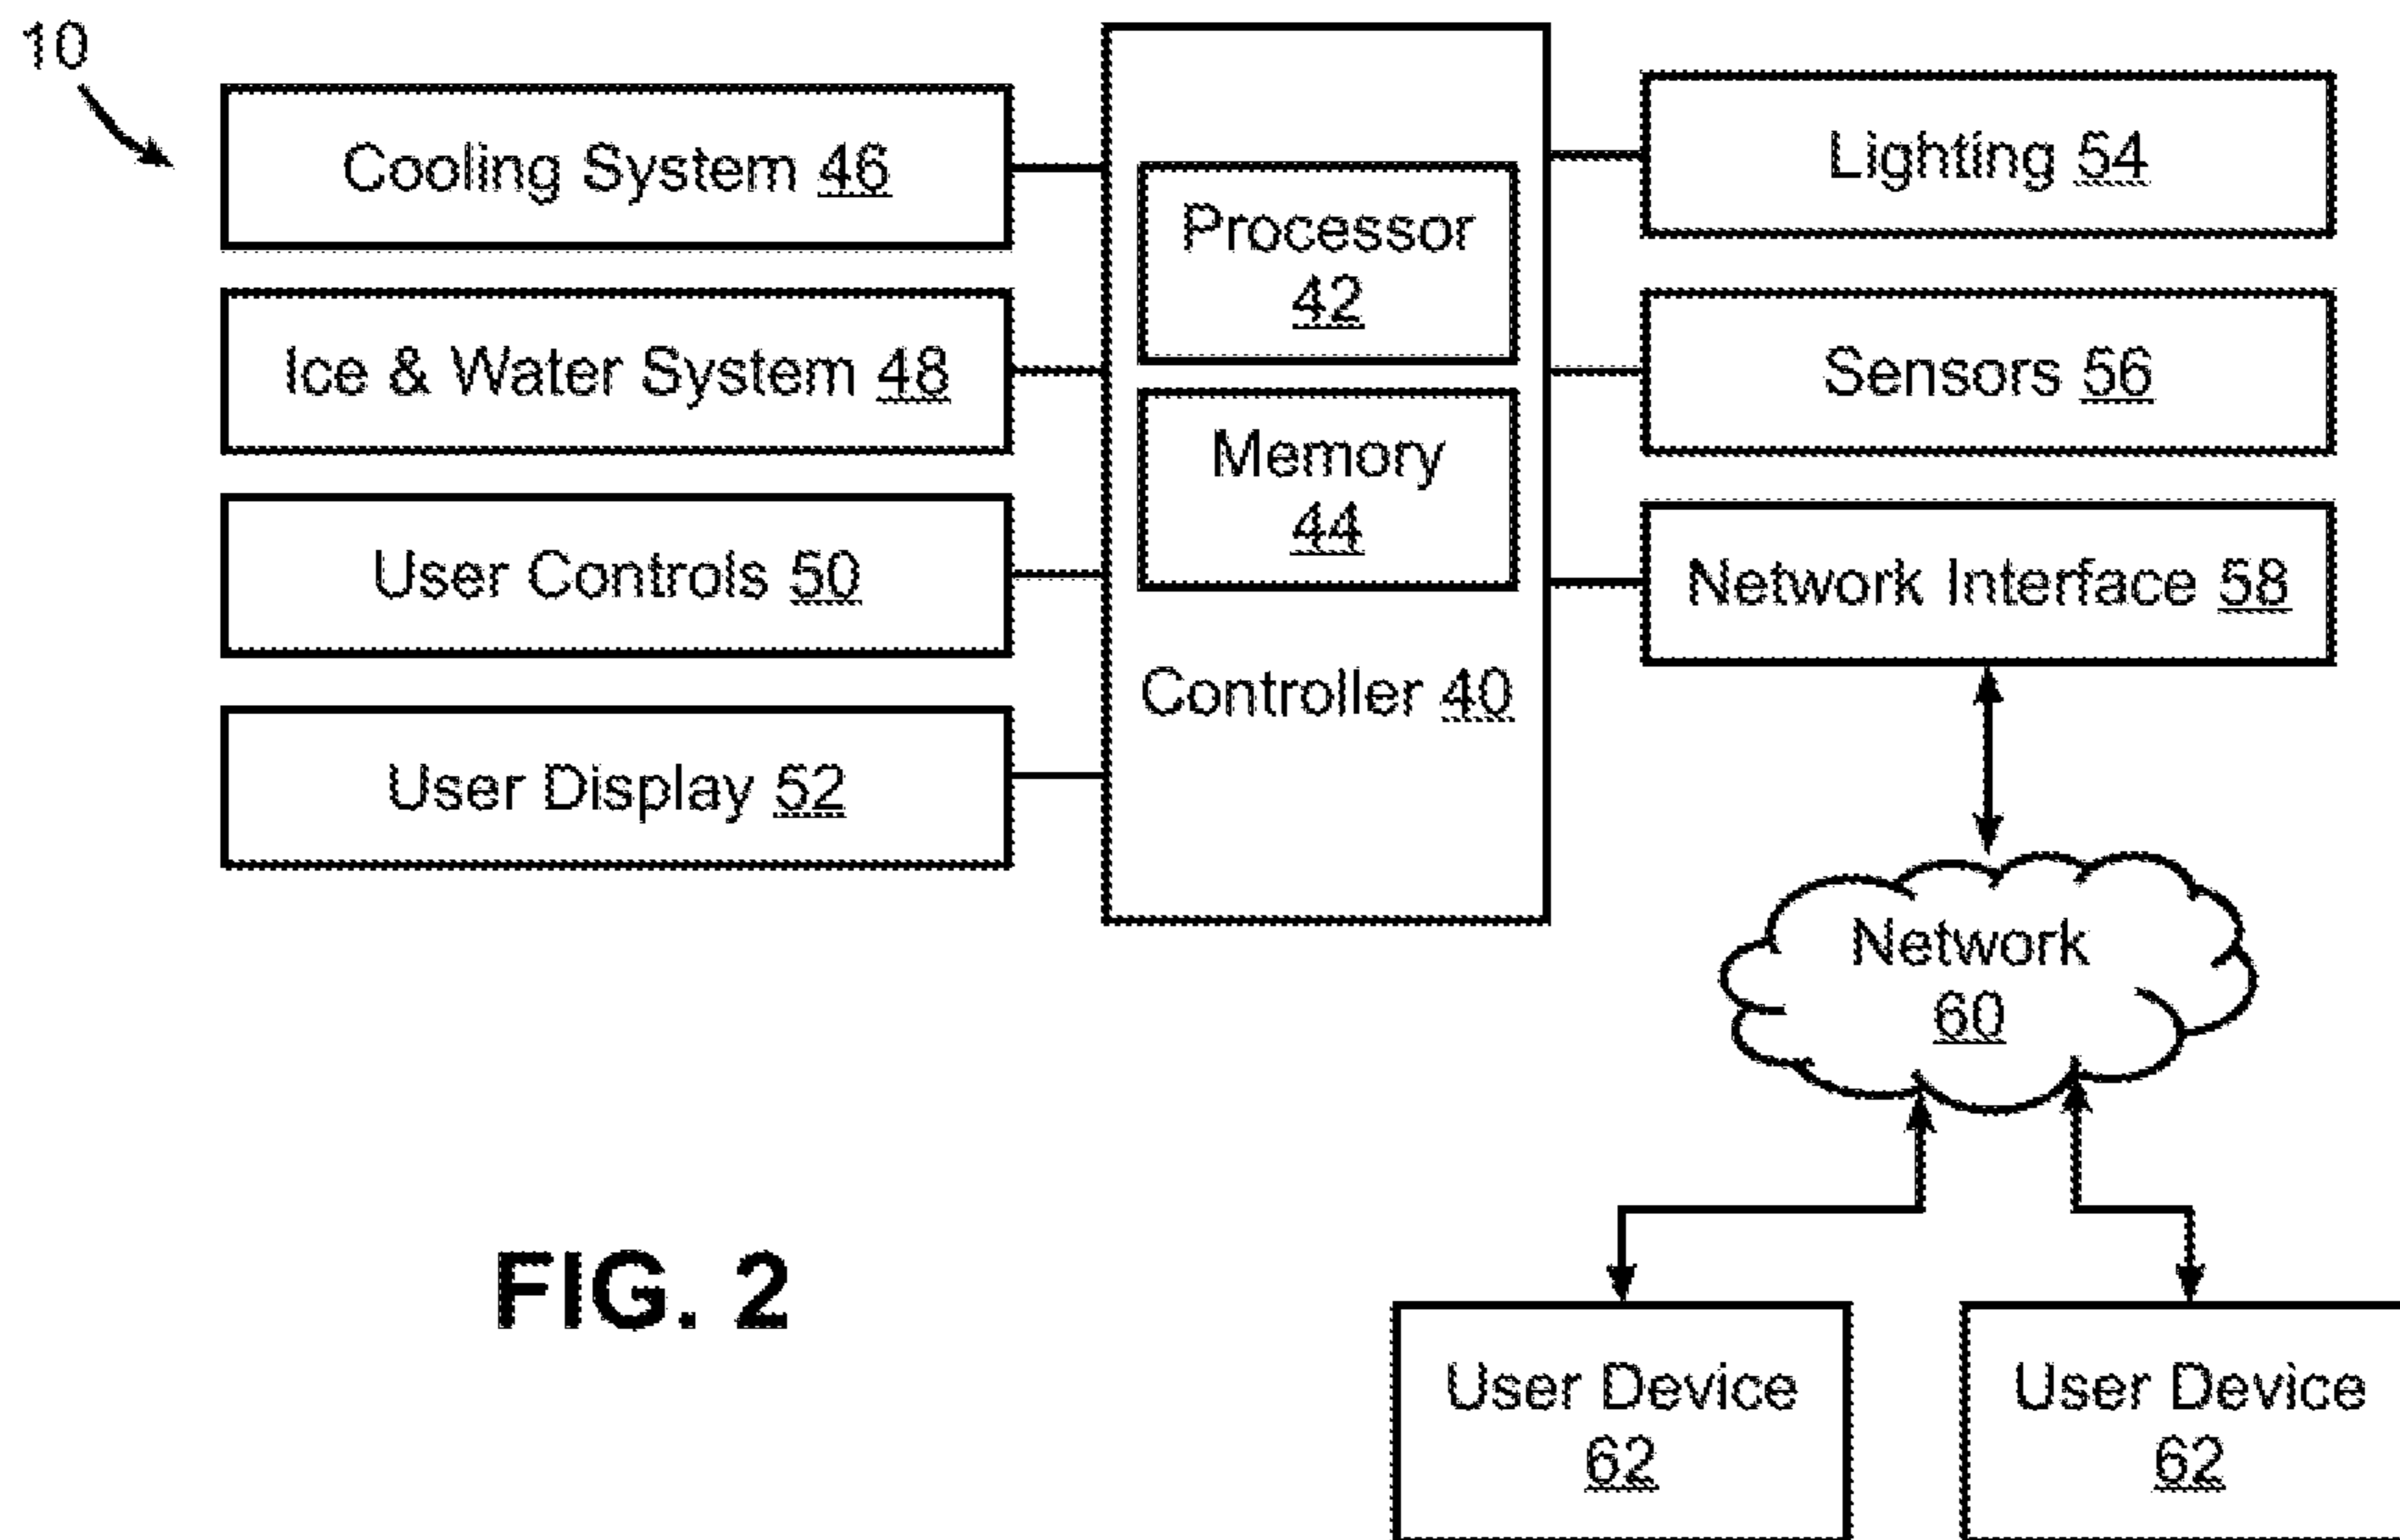 10
Cooling System 46
Ice & Water System 48
User Controls 50
User Display 52
Processor
42
Memory
44
Controller 40
Lighting 54
Sensors 56
Network Interface 58
Network
60
User Device
62
User Device
62
FIG. 2